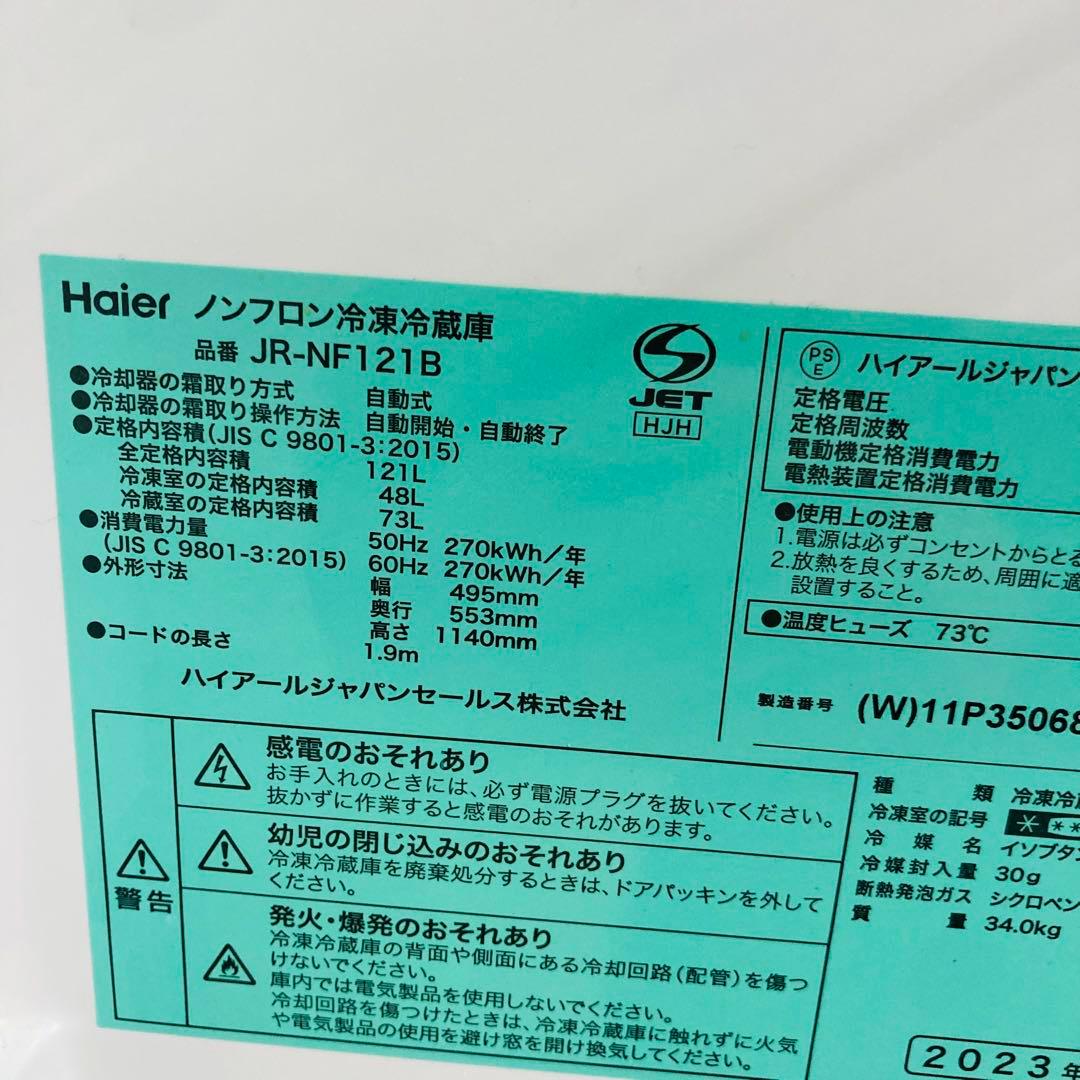 Haier ノンフロン冷凍冷蔵庫
品番 JR-NF121B
●冷却器の霜取り方式 自動式
●冷却器の霜取り操作方法 自動開始・自動終了
●定格内容積(JIS C 9801-3:2015)
全定格内容積 121L
冷凍室の定格内容積 48L
冷蔵室の定格内容積 73L
●消費電力量 50Hz 270kWh/年
(JIS C 9801-3:2015) 60Hz 270kWh/年
●外形寸法 幅 495mm
奥行 553mm
高さ 1140mm
●コードの長さ 1.9m
ハイアールジャパンセールス株式会社
JET
HJH
PSE ハイアールジャパン
定格電圧
定格周波数
電動機定格消費電力
電熱装置定格消費電力
●使用上の注意
1.電源は必ずコンセントからとる
2.放熱を良くするため、周囲に適
設置すること。
●温度ヒューズ 73℃
製造番号 (W)11P35068
警告
感電のおそれあり
お手入れのときには、必ず電源プラグを抜いてください。
抜かずに作業すると感電のおそれがあります。
幼児の閉じ込みのおそれあり
冷凍冷蔵庫を廃棄処分するときは、ドアパッキンを外して
ください。
発火・爆発のおそれあり
冷凍冷蔵庫の背面や側面にある冷却回路(配管)を傷つ
けないでください。
庫内では電気製品を使用しないでください。
冷却回路を傷つけたときは、冷凍冷蔵庫に触れずに火気
や電気製品の使用を避け窓を開け換気してください。
種類 冷凍冷
冷凍室の記号 *** 
冷媒名 イソブタ
冷媒封入量 30g
断熱発泡ガス シクロペン
質量 34.0kg
2023年